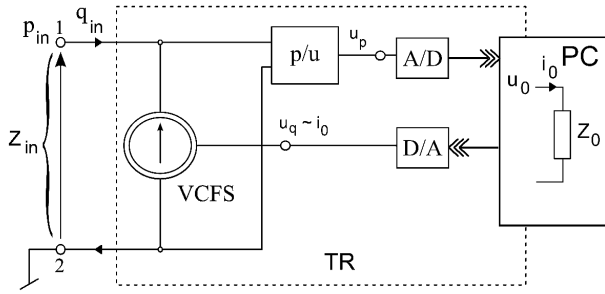 p_in
q_in
1
Z_in
2
VCFS
p/u
u_p
A/D
u_q ~ i_0
D/A
TR
PC
u_0
i_0
Z_0